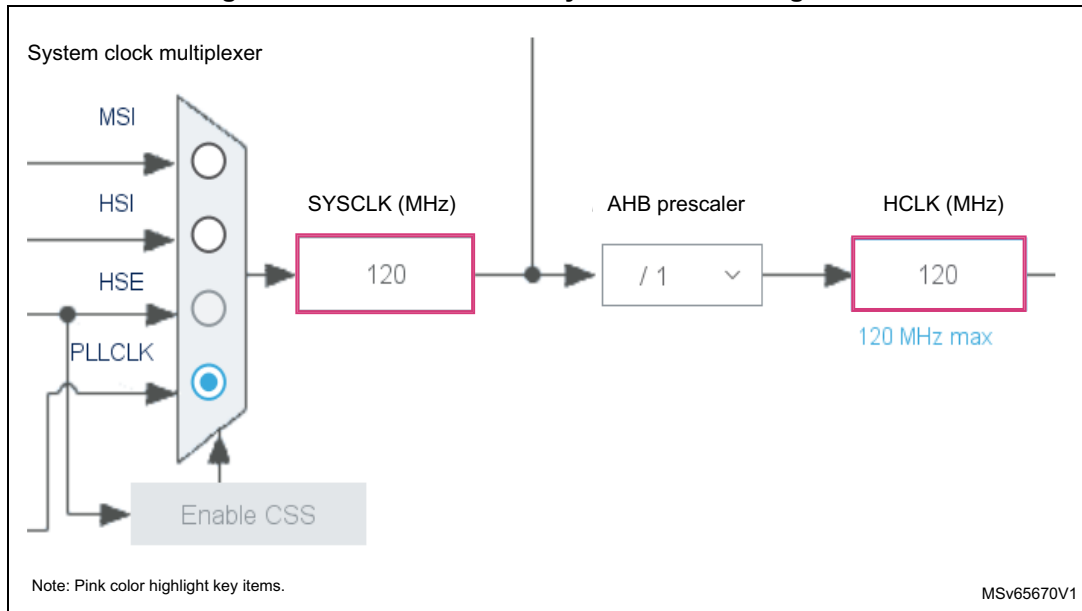 System clock multiplexer
MSI
HSI
SYSCLK (MHz)
AHB prescaler
HCLK (MHz)
120
/ 1
120
HSE
120 MHz max
PLLCLK
Enable CSS
Note: Pink color highlight key items.
MSv65670V1